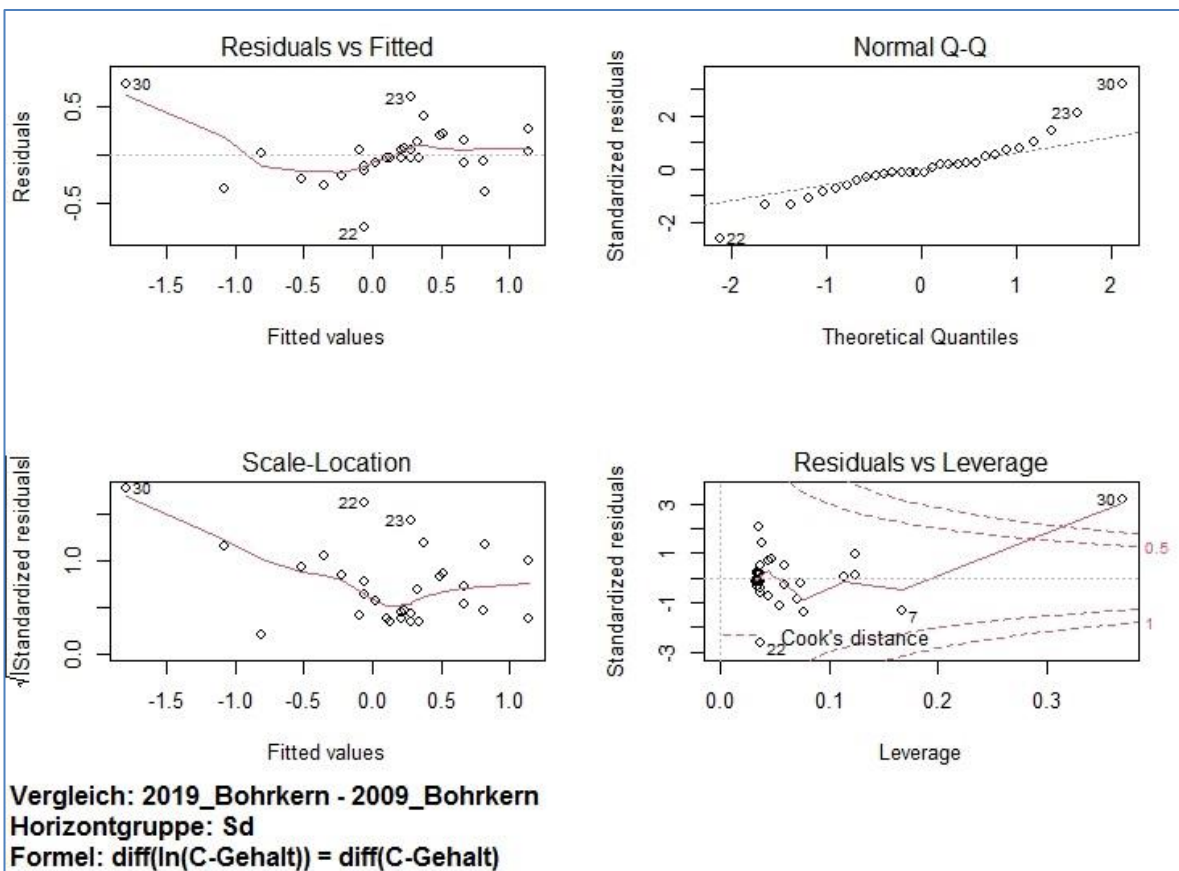 Residuals vs Fitted
Residuals
0.5
-0.5
30
23
22
-1.5 -1.0 -0.5 0.0 0.5 1.0
Fitted values
Normal Q-Q
Standardized residuals
2
0
-2
30
23
22
-2 -1 0 1 2
Theoretical Quantiles
Scale-Location
√|Standardized residuals|
1.0
0.0
30
22
23
-1.5 -1.0 -0.5 0.0 0.5 1.0
Fitted values
Residuals vs Leverage
Standardized residuals
3
1
-1
-3
30
0.5
7
1
Cook's distance
22
0.0 0.1 0.2 0.3
Leverage
Vergleich: 2019_Bohrkern - 2009_Bohrkern
Horizontgruppe: Sd
Formel: diff(ln(C-Gehalt)) = diff(C-Gehalt)